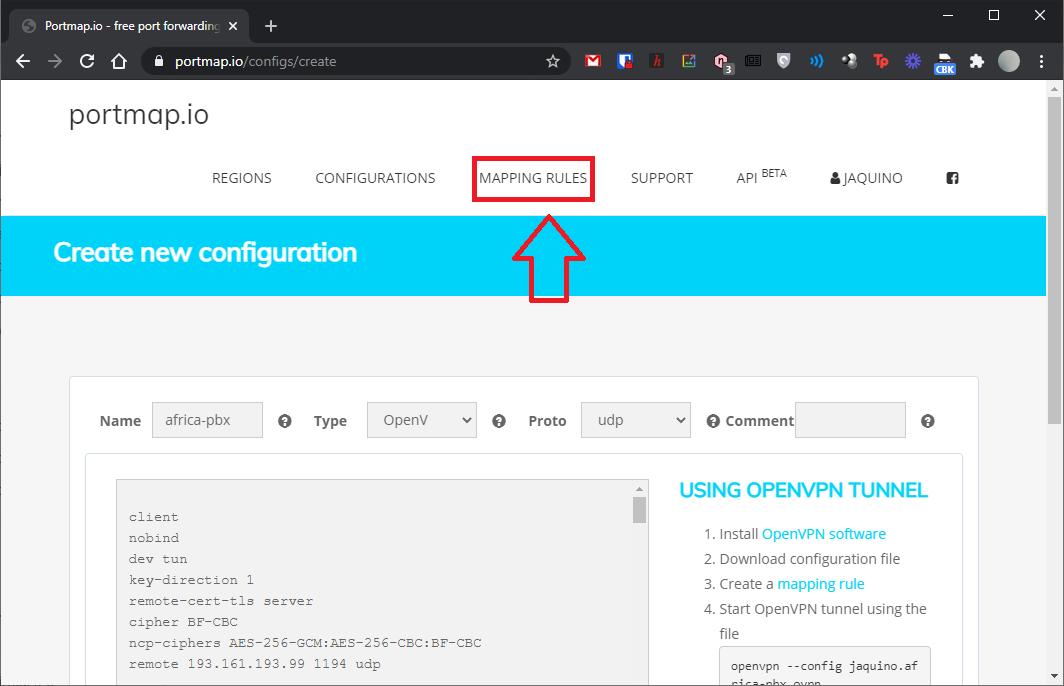 Portmap.io - free port forwarding
portmap.io/configs/create
3
Tp
CBK
portmap.io
REGIONS CONFIGURATIONS MAPPING RULES SUPPORT API BETA JAQUINO
Create new configuration
Name africa-pbx Type OpenV Proto udp Comment
client
nobind
dev tun
key-direction 1
remote-cert-tls server
cipher BF-CBC
ncp-ciphers AES-256-GCM:AES-256-CBC:BF-CBC
remote 193.161.193.99 1194 udp
USING OPENVPN TUNNEL
1. Install OpenVPN software
2. Download configuration file
3. Create a mapping rule
4. Start OpenVPN tunnel using the
file
openvpn --config jaquino.af
rica-pbx.ovpn